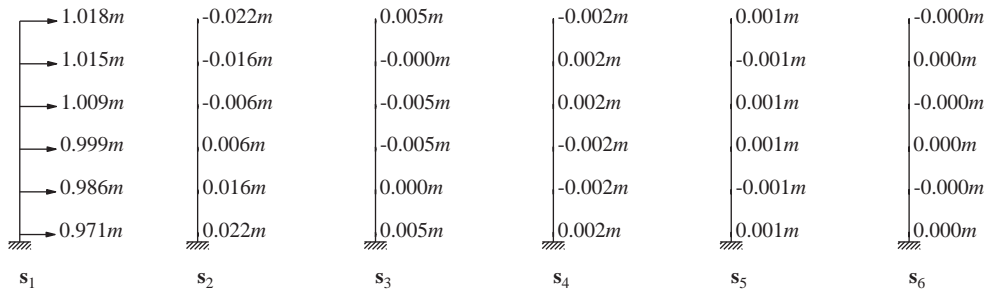 1.018m -0.022m 0.005m -0.002m 0.001m -0.000m
1.015m -0.016m -0.000m 0.002m -0.001m 0.000m
1.009m -0.006m -0.005m 0.002m 0.001m -0.000m
0.999m 0.006m -0.005m -0.002m 0.001m 0.000m
0.986m 0.016m 0.000m -0.002m -0.001m -0.000m
0.971m 0.022m 0.005m 0.002m 0.001m 0.000m
s₁ s₂ s₃ s₄ s₅ s₆